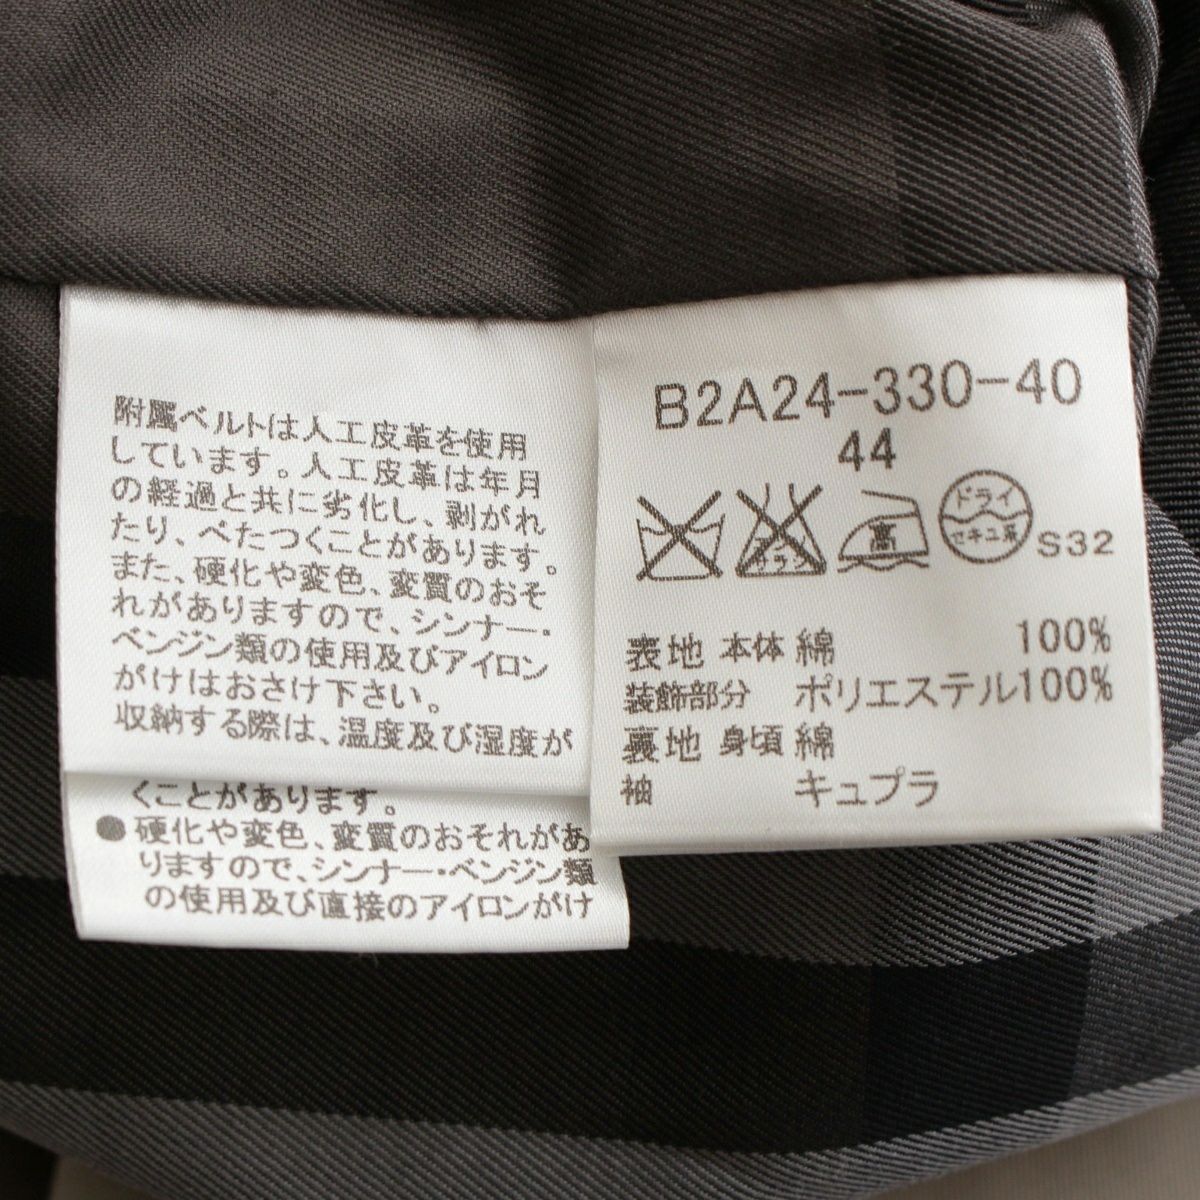 附属ベルトは人工皮革を使用
しています。人工皮革は年月
の経過と共に劣化し、剥がれ
たり、べたつくことがあります。
また、硬化や変色、変質のおそ
れがありますので、シンナー・
ベンジン類の使用及びアイロン
がけはおさけ下さい。
収納する際は、温度及び湿度が
くことがあります。
●硬化や変色、変質のおそれがあ
りますので、シンナー・ベンジン類
の使用及び直接のアイロンがけ
B2A24-330-40
44
エンソ
サラシ
高
ドライ
セキユ系
S32
表地 本体 綿 100%
装飾部分 ポリエステル100%
裏地 身頃 綿
袖 キュプラ